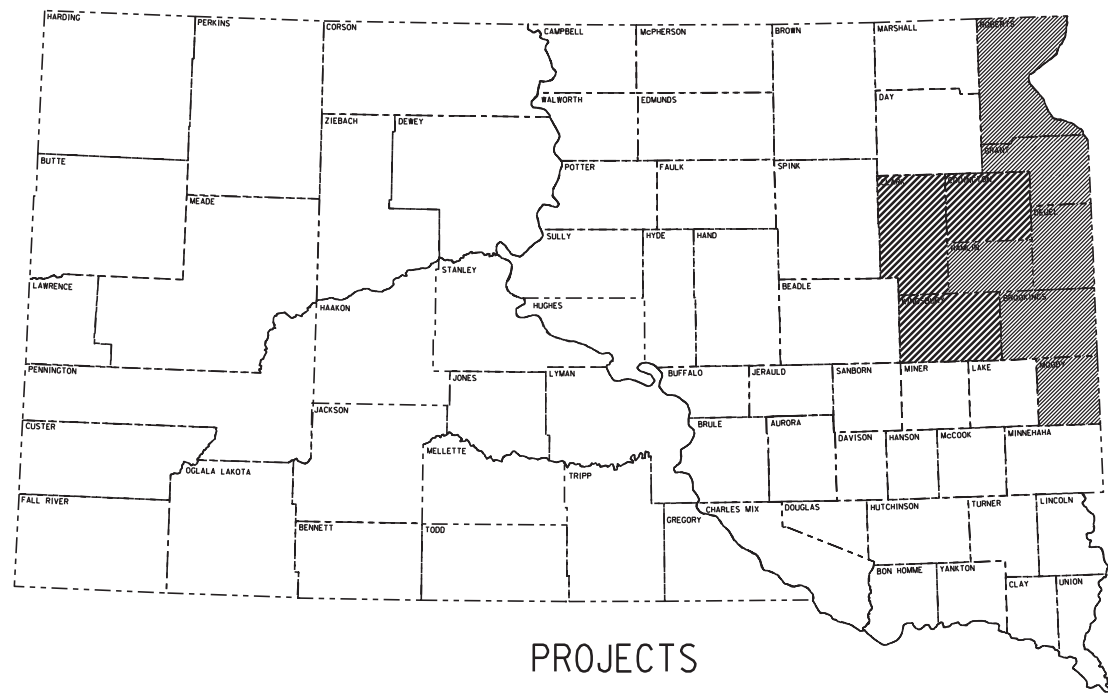 HARDING
PERKINS
CORSON
CAMPBELL
McPHERSON
BROWN
MARSHALL
ROBERTS
WALWORTH
EDMUNDS
DAY
ZIEBACH
DEWEY
GRANT
BUTTE
POTTER
FAULK
SPINK
CLARK
CODINGTON
MEADE
DEUEL
SULLY
HYDE
HAND
HAMLIN
STANLEY
LAWRENCE
BEADLE
KINGSBURY
BROOKINGS
HAAKON
HUGHES
PENNINGTON
JONES
LYMAN
BUFFALO
JERAULD
SANBORN
MINER
LAKE
MOODY
JACKSON
CUSTER
BRULE
AURORA
DAVISON
HANSON
McCOOK
MINNEHAHA
MELLETTE
OGLALA LAKOTA
TRIPP
FALL RIVER
GREGORY
CHARLES MIX
DOUGLAS
HUTCHINSON
TURNER
LINCOLN
BENNETT
TODD
BON HOMME
YANKTON
CLAY
UNION
PROJECTS